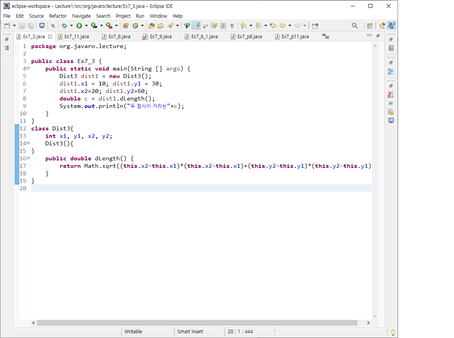 eclipse-workspace - Lecture1/src/org/javaro/lecture/Ex7_3.java - Eclipse IDE
File Edit Source Refactor Navigate Search Project Run Window Help
Ex7_3.java Ex7_11.java Ex7_6.java Ex7_9.java Ex7_6_1.java Ex7_p8.java Ex7_p11.java
1 package org.javaro.lecture;
2
3 public class Ex7_3 {
4 public static void main(String [] args) {
5 Dist3 dist1 = new Dist3();
6 dist1.x1 = 10; dist1.y1 = 30;
7 dist1.x2=20; dist1.y2=60;
8 double c = dist1.dLength();
9 System.out.println("두 점사이 거리는"+c);
10 }
11 }
12 class Dist3{
13 int x1, y1, x2, y2;
14 Dist3(){
15 }
16 public double dLength() {
17 return Math.sqrt((this.x2-this.x1)*(this.x2-this.x1)+(this.y2-this.y1)*(this.y2-this.y1)
18 }
19 }
20
Writable Smart Insert 20 : 1 : 444